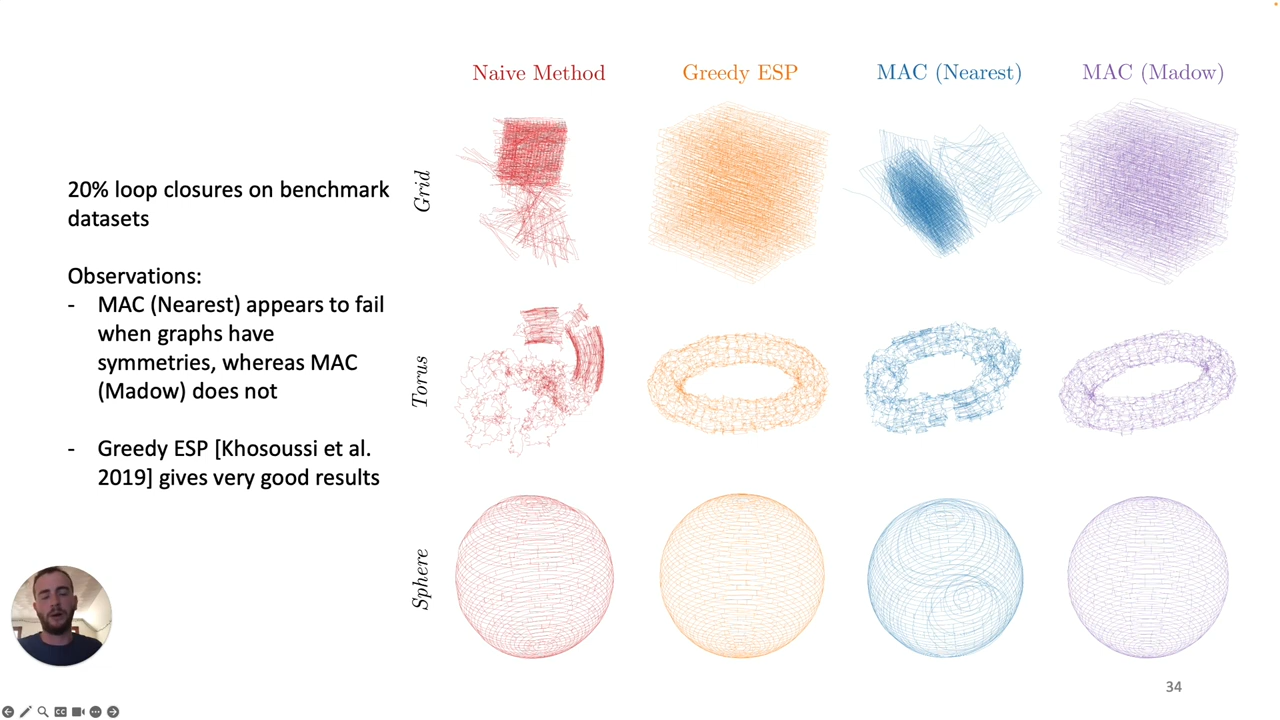 Naive Method
Greedy ESP
MAC (Nearest)
MAC (Madow)
Grid
Torus
Sphere
20% loop closures on benchmark
datasets
Observations:
- MAC (Nearest) appears to fail
when graphs have
symmetries, whereas MAC
(Madow) does not
- Greedy ESP [Khosoussi et al.
2019] gives very good results
34
CC